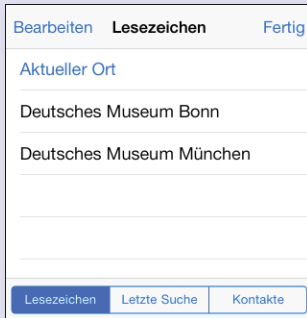 Bearbeiten Lesezeichen Fertig
Aktueller Ort
Deutsches Museum Bonn
Deutsches Museum München
Lesezeichen Letzte Suche Kontakte